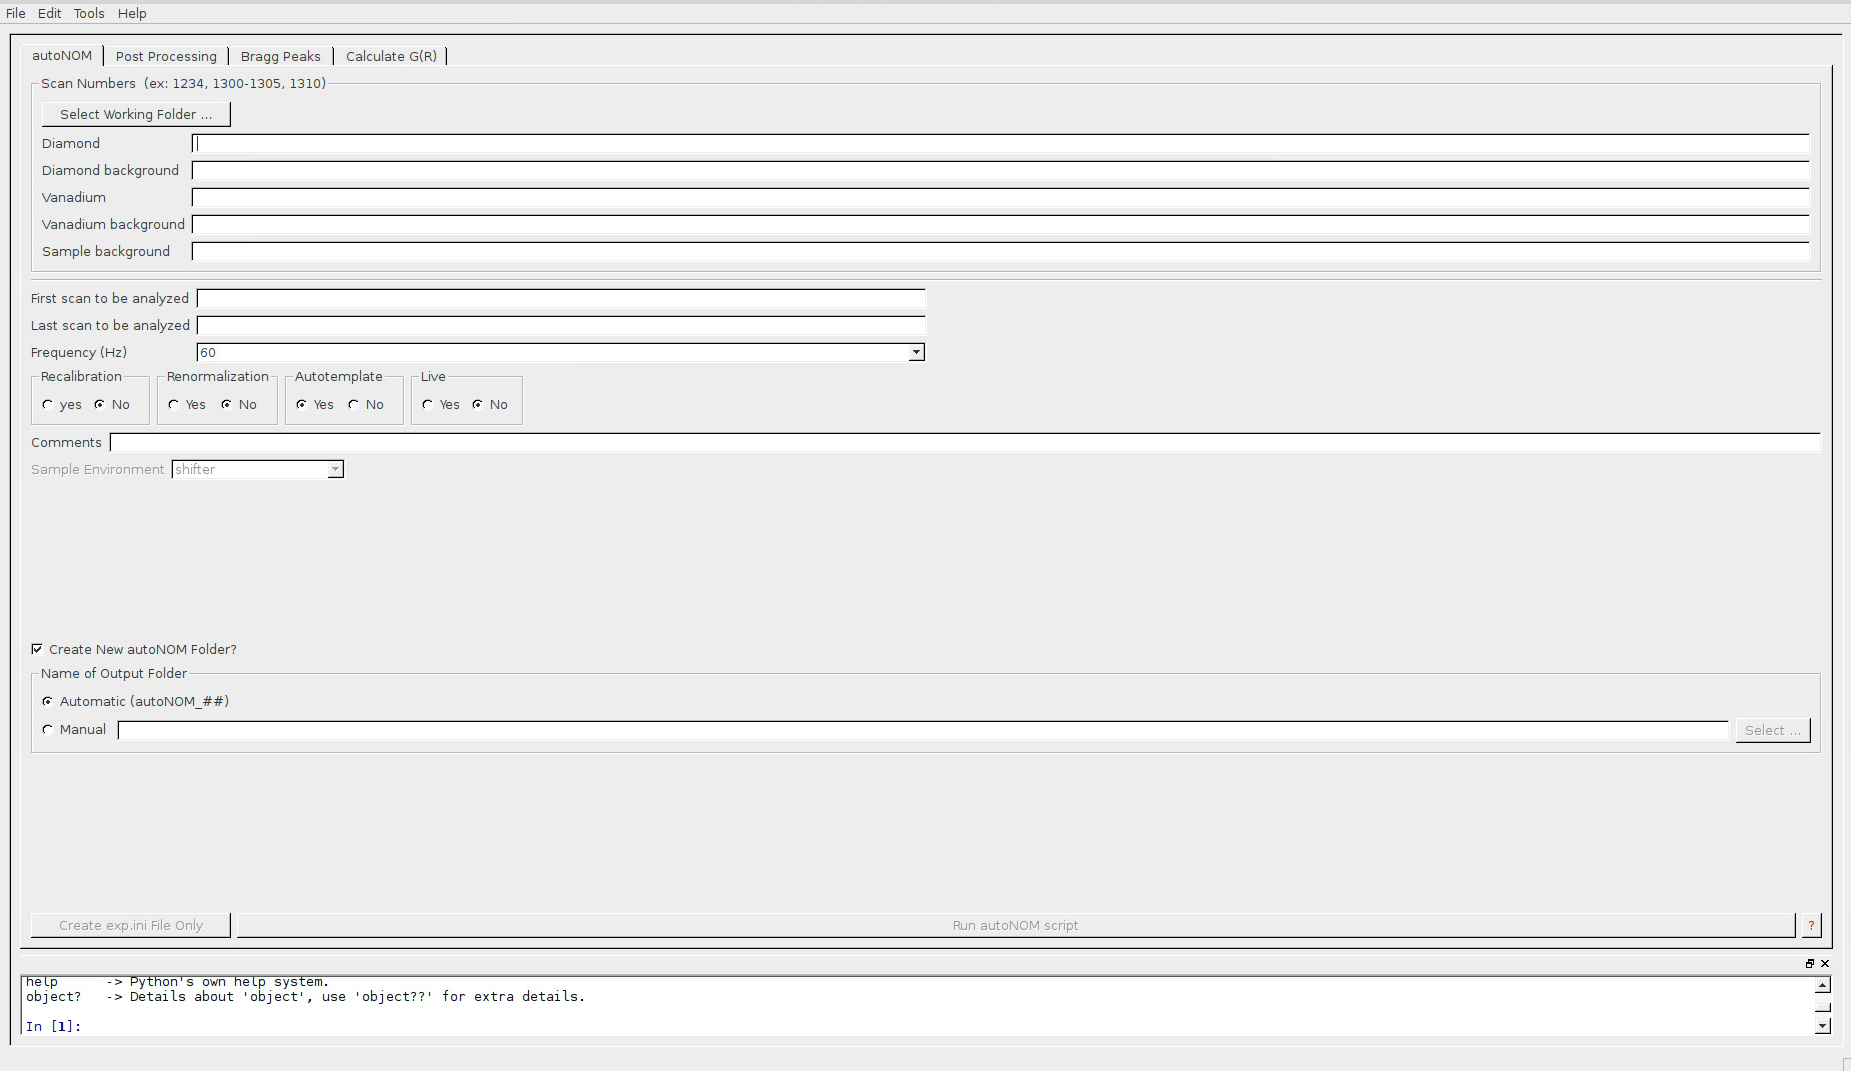 File Edit Tools Help
autoNOM Post Processing Bragg Peaks Calculate G(R)
Scan Numbers (ex: 1234, 1300-1305, 1310)
Select Working Folder ...
Diamond
Diamond background
Vanadium
Vanadium background
Sample background
First scan to be analyzed
Last scan to be analyzed
Frequency (Hz) 60
Recalibration Renormalization Autotemplate Live
yes No Yes No Yes No Yes No
Comments
Sample Environment shifter
Create New autoNOM Folder?
Name of Output Folder
Automatic (autoNOM_##)
Manual Select ...
Create exp.ini File Only Run autoNOM script ?
help -> Python's own help system.
object? -> Details about 'object', use 'object??' for extra details.
In [1]: